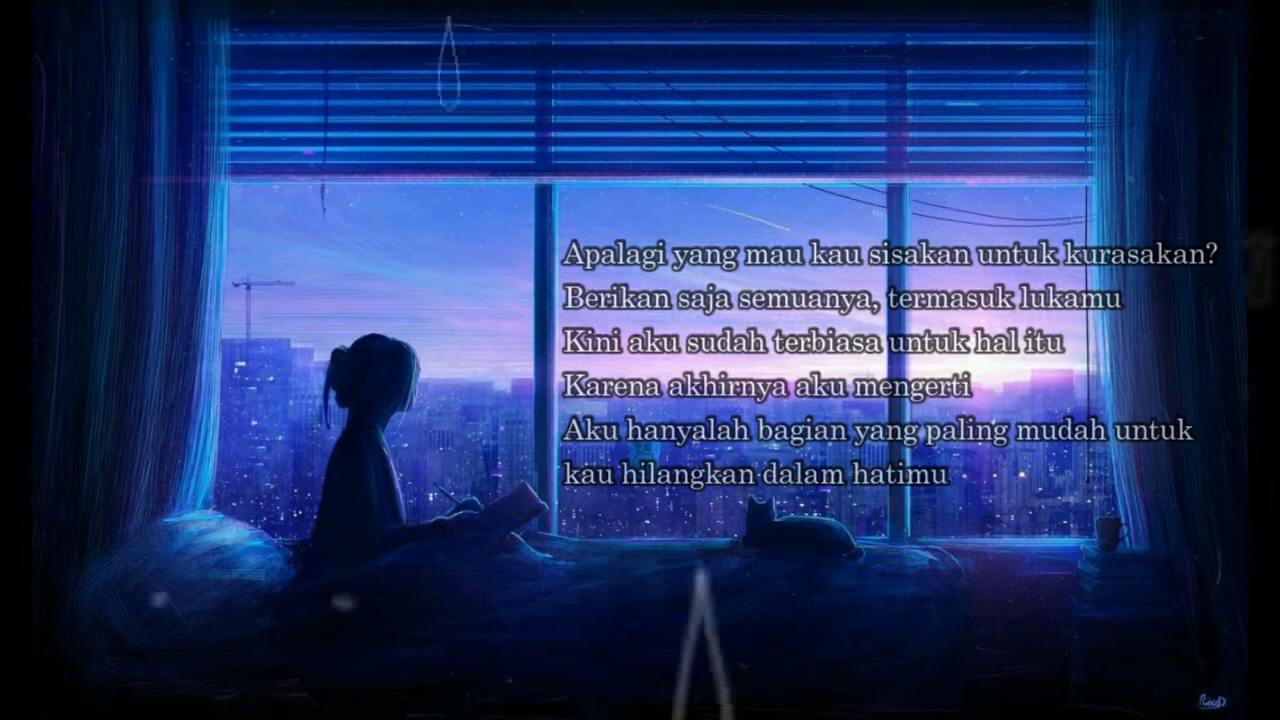 Apalagi yang mau kau sisakan untuk kurasakan?
Berikan saja semuanya, termasuk lukamu
Kini aku sudah terbiasa untuk hal itu
Karena akhirnya aku mengerti
Aku hanyalah bagian yang paling mudah untuk
kau hilangkan dalam hatimu